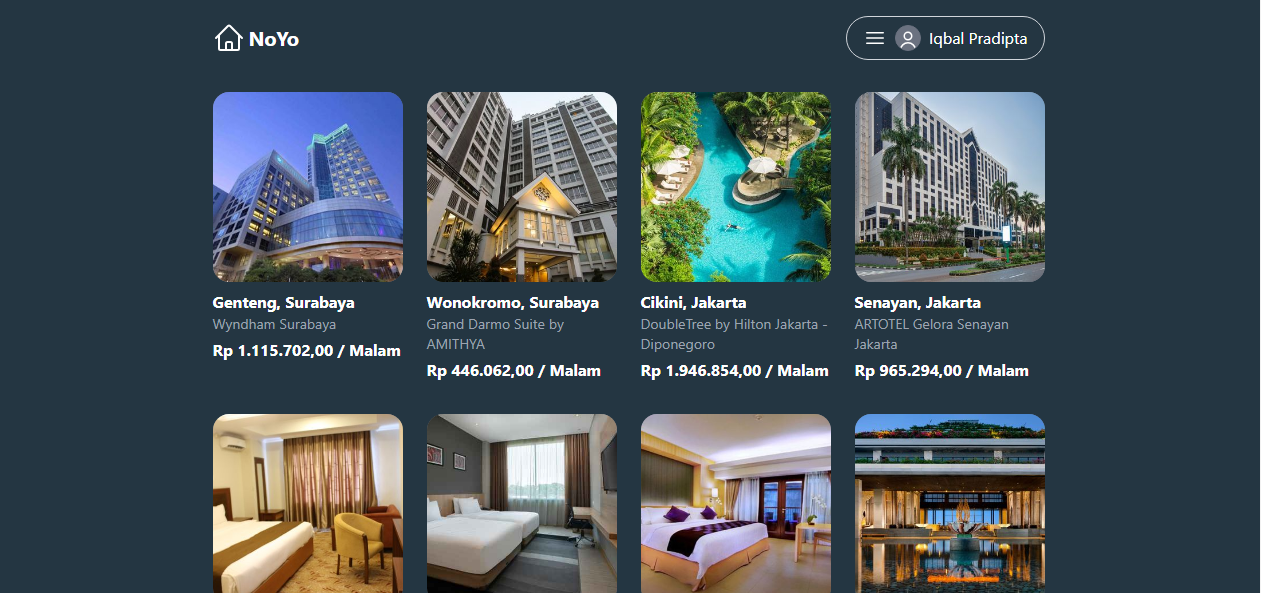 NoYo
Iqbal Pradipta
Genteng, Surabaya
Wyndham Surabaya
Rp 1.115.702,00 / Malam
Wonokromo, Surabaya
Grand Darmo Suite by
AMITHYA
Rp 446.062,00 / Malam
Cikini, Jakarta
DoubleTree by Hilton Jakarta -
Diponegoro
Rp 1.946.854,00 / Malam
Senayan, Jakarta
ARTOTEL Gelora Senayan
Jakarta
Rp 965.294,00 / Malam